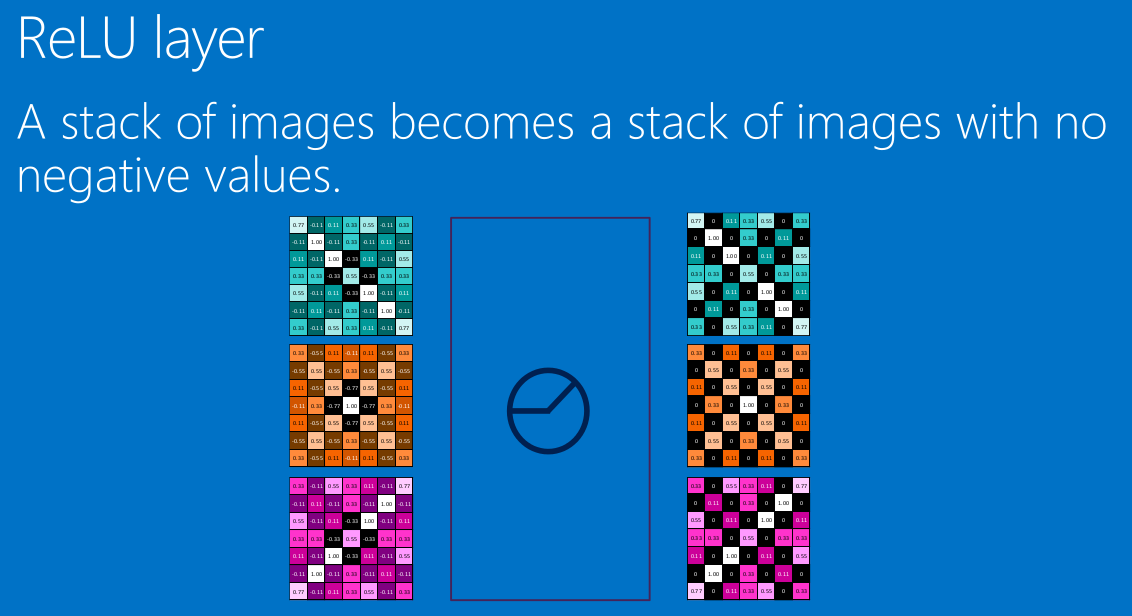 ReLU layer
A stack of images becomes a stack of images with no
negative values.
0.77 -0.11 0.11 0.33 0.55 -0.11 0.33
-0.11 1.00 -0.11 0.33 -0.11 0.11 -0.11
0.11 -0.11 1.00 -0.33 0.11 -0.11 0.55
0.33 0.33 -0.33 0.55 -0.33 0.33 0.33
0.55 -0.11 0.11 -0.33 1.00 -0.11 0.11
-0.11 0.11 -0.11 0.33 -0.11 1.00 -0.11
0.33 -0.11 0.55 0.33 0.11 -0.11 0.77
0.77 0 0.11 0.33 0.55 0 0.33
0 1.00 0 0.33 0 0.11 0
0.11 0 1.00 0 0.11 0 0.55
0.33 0.33 0 0.55 0 0.33 0.33
0.55 0 0.11 0 1.00 0 0.11
0 0.11 0 0.33 0 1.00 0
0.33 0 0.55 0.33 0.11 0 0.77
0.33 -0.55 0.11 -0.11 0.11 -0.55 0.33
-0.55 0.55 -0.55 0.33 -0.55 0.55 -0.55
0.11 -0.55 0.55 -0.77 0.55 -0.55 0.11
-0.11 0.33 -0.77 1.00 -0.77 0.33 -0.11
0.11 -0.55 0.55 -0.77 0.55 -0.55 0.11
-0.55 0.55 -0.55 0.33 -0.55 0.55 -0.55
0.33 -0.55 0.11 -0.11 0.11 -0.55 0.33
0.33 0 0.11 0 0.11 0 0.33
0 0.55 0 0.33 0 0.55 0
0.11 0 0.55 0 0.55 0 0.11
0 0.33 0 1.00 0 0.33 0
0.11 0 0.55 0 0.55 0 0.11
0 0.55 0 0.33 0 0.55 0
0.33 0 0.11 0 0.11 0 0.33
0.33 -0.11 0.55 0.33 0.11 -0.11 0.77
-0.11 0.11 -0.11 0.33 -0.11 1.00 -0.11
0.55 -0.11 0.11 -0.33 1.00 -0.11 0.11
0.33 0.33 -0.33 0.55 -0.33 0.33 0.33
0.11 -0.11 1.00 -0.33 0.11 -0.11 0.55
-0.11 1.00 -0.11 0.33 -0.11 0.11 -0.11
0.77 -0.11 0.11 0.33 0.55 -0.11 0.33
0.33 0 0.55 0.33 0.11 0 0.77
0 0.11 0 0.33 0 1.00 0
0.55 0 0.11 0 1.00 0 0.11
0.33 0.33 0 0.55 0 0.33 0.33
0.11 0 1.00 0 0.11 0 0.55
0 1.00 0 0.33 0 0.11 0
0.77 0 0.11 0.33 0.55 0 0.33